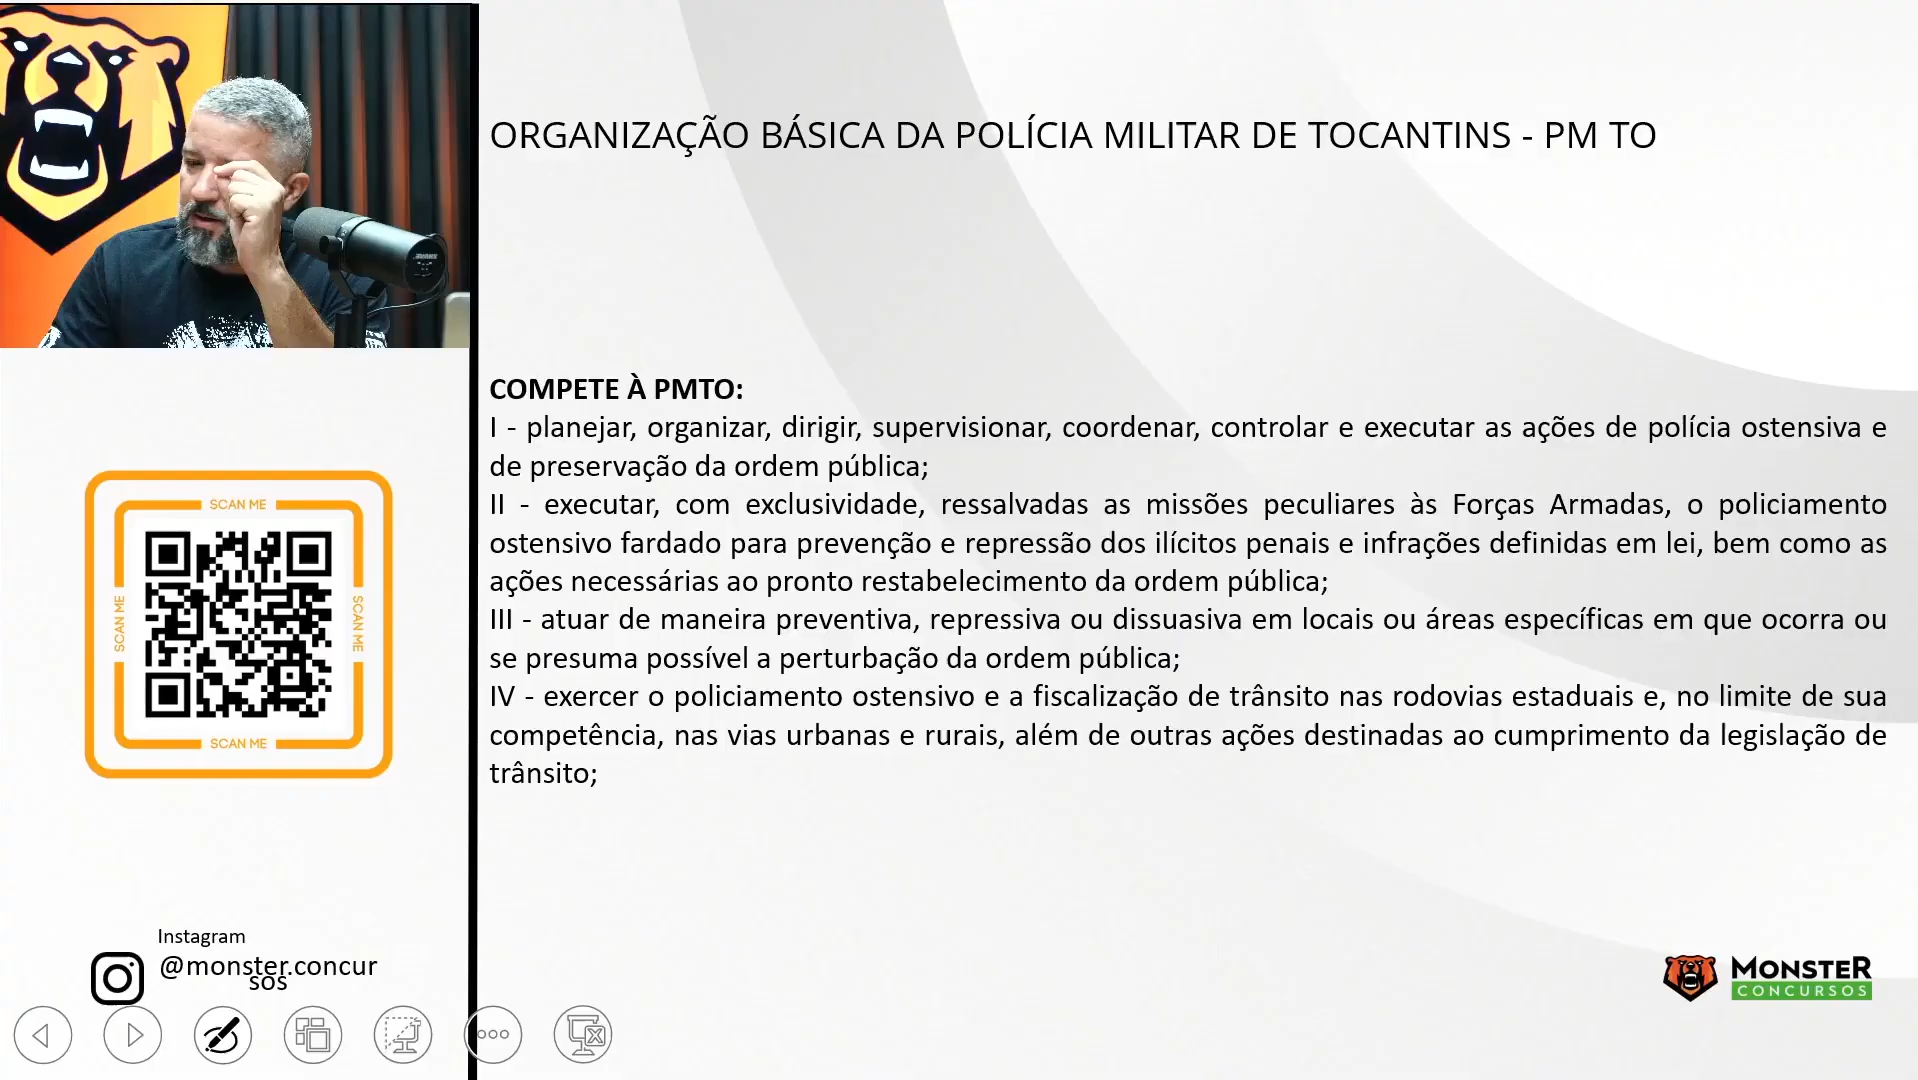 ORGANIZAÇÃO BÁSICA DA POLÍCIA MILITAR DE TOCANTINS - PM TO
COMPETE À PMTO:
I - planejar, organizar, dirigir, supervisionar, coordenar, controlar e executar as ações de polícia ostensiva e
de preservação da ordem pública;
II - executar, com exclusividade, ressalvadas as missões peculiares às Forças Armadas, o policiamento
ostensivo fardado para prevenção e repressão dos ilícitos penais e infrações definidas em lei, bem como as
ações necessárias ao pronto restabelecimento da ordem pública;
III - atuar de maneira preventiva, repressiva ou dissuasiva em locais ou áreas específicas em que ocorra ou
se presuma possível a perturbação da ordem pública;
IV - exercer o policiamento ostensivo e a fiscalização de trânsito nas rodovias estaduais e, no limite de sua
competência, nas vias urbanas e rurais, além de outras ações destinadas ao cumprimento da legislação de
trânsito;
SCAN ME
SCAN ME
SCAN ME
SCAN ME
Instagram
@monster.concur
sos
MONSTER
CONCURSOS